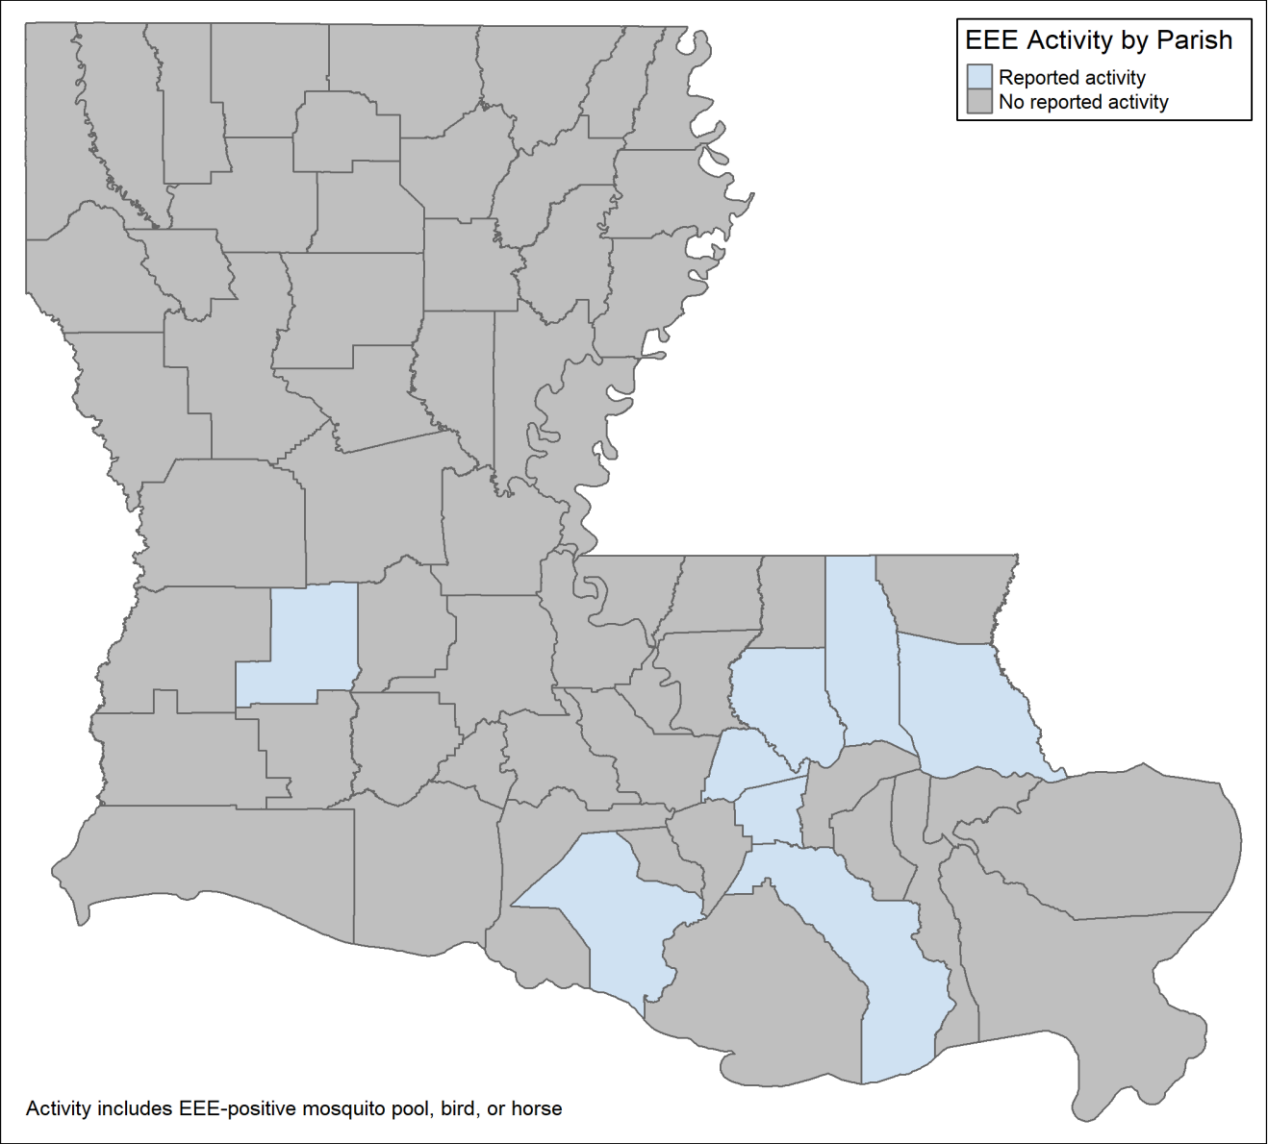 EEE Activity by Parish
Reported activity
No reported activity
Activity includes EEE-positive mosquito pool, bird, or horse